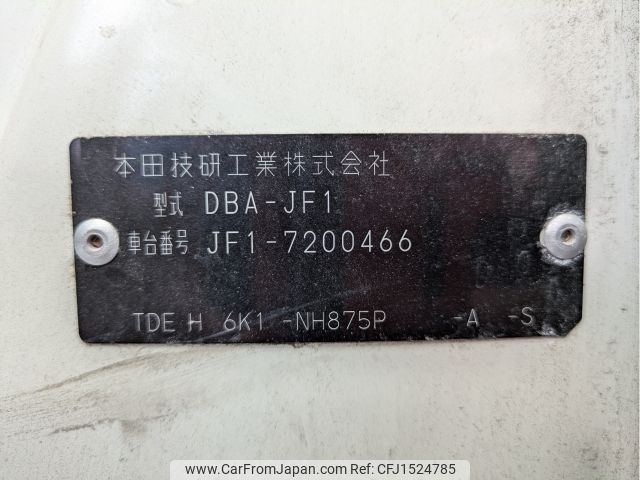 本田技研工業株式会社
型式 DBA-JF1
車台番号 JF1-7200466
TDE H 6K1 -NH875P -A -S
www.CarFromJapan.com CFJ1524785